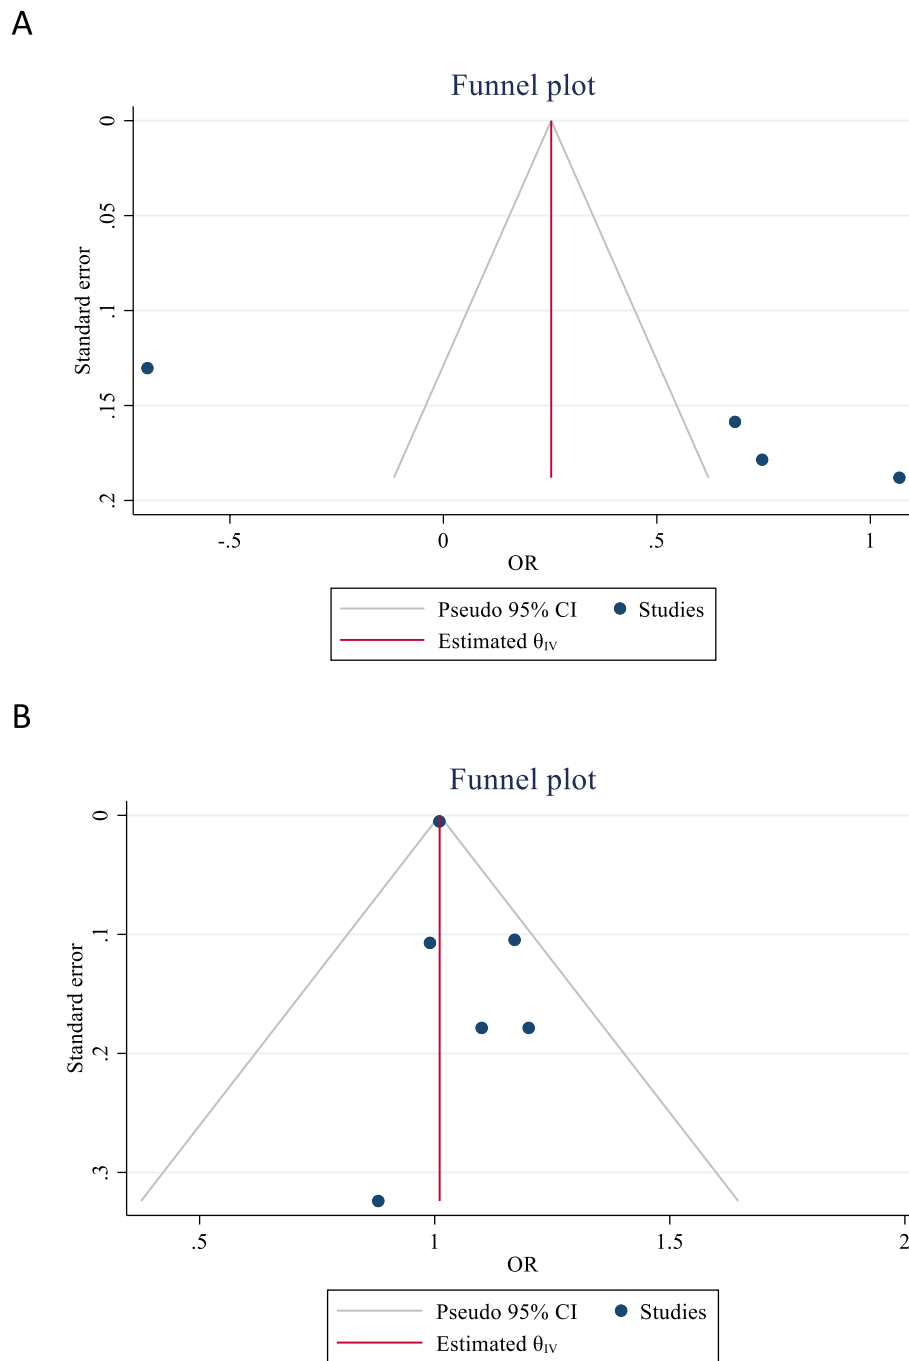 A
Funnel plot
0
.05
.1
.15
.2
Standard error
-.5 0 .5 1
OR
Pseudo 95% CI Studies
Estimated θIV
B
Funnel plot
0
.1
.2
.3
Standard error
.5 1 1.5 2
OR
Pseudo 95% CI Studies
Estimated θIV